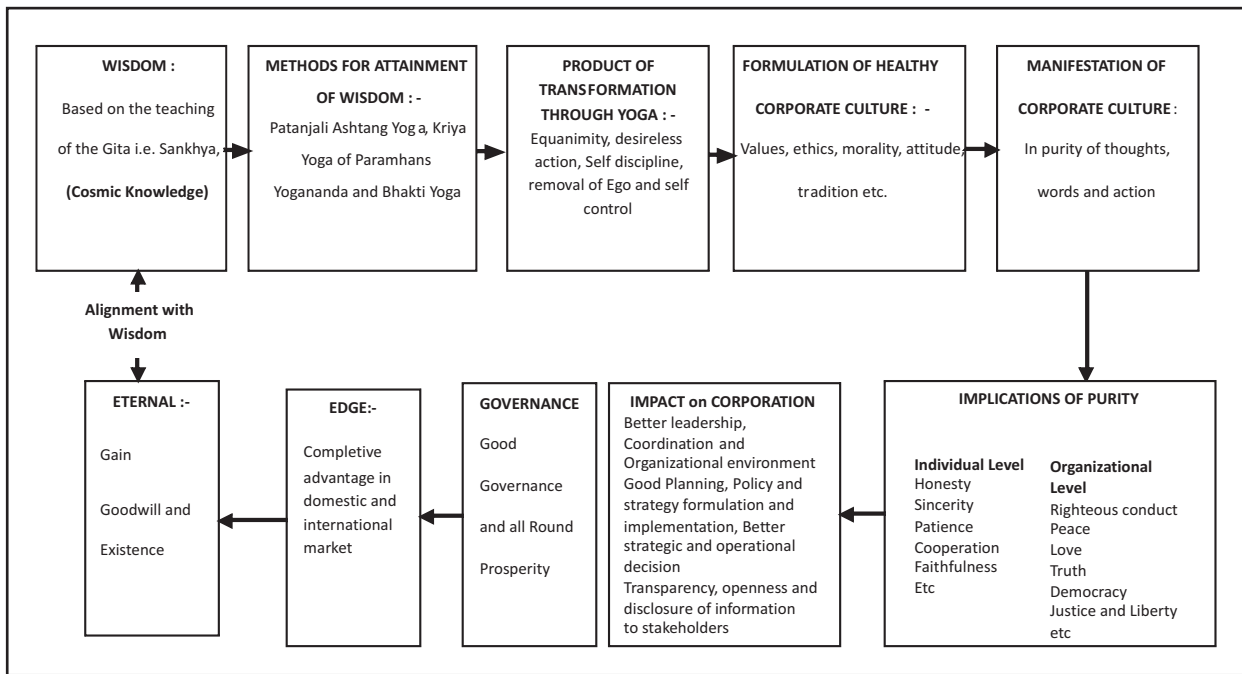 WISDOM :
Based on the teaching
of the Gita i.e. Sankhya,
(Cosmic Knowledge)
METHODS FOR ATTAINMENT
OF WISDOM : -
Patanjali Ashtang Yoga, Kriya
Yoga of Paramhans
Yogananda and Bhakti Yoga
PRODUCT OF
TRANSFORMATION
THROUGH YOGA : -
Equanimity, desireless
action, Self discipline,
removal of Ego and self
control
FORMULATION OF HEALTHY
CORPORATE CULTURE : -
Values, ethics, morality, attitude,
tradition etc.
MANIFESTATION OF
CORPORATE CULTURE :
In purity of thoughts,
words and action
Alignment with
Wisdom
ETERNAL :-
Gain
Goodwill and
Existence
EDGE:-
Completive
advantage in
domestic and
international
market
GOVERNANCE
Good
Governance
and all Round
Prosperity
IMPACT on CORPORATION
Better leadership,
Coordination and
Organizational environment
Good Planning, Policy and
strategy formulation and
implementation, Better
strategic and operational
decision
Transparency, openness and
disclosure of information
to stakeholders
IMPLICATIONS OF PURITY
Individual Level
Honesty
Sincerity
Patience
Cooperation
Faithfulness
Etc
Organizational
Level
Righteous conduct
Peace
Love
Truth
Democracy
Justice and Liberty
etc